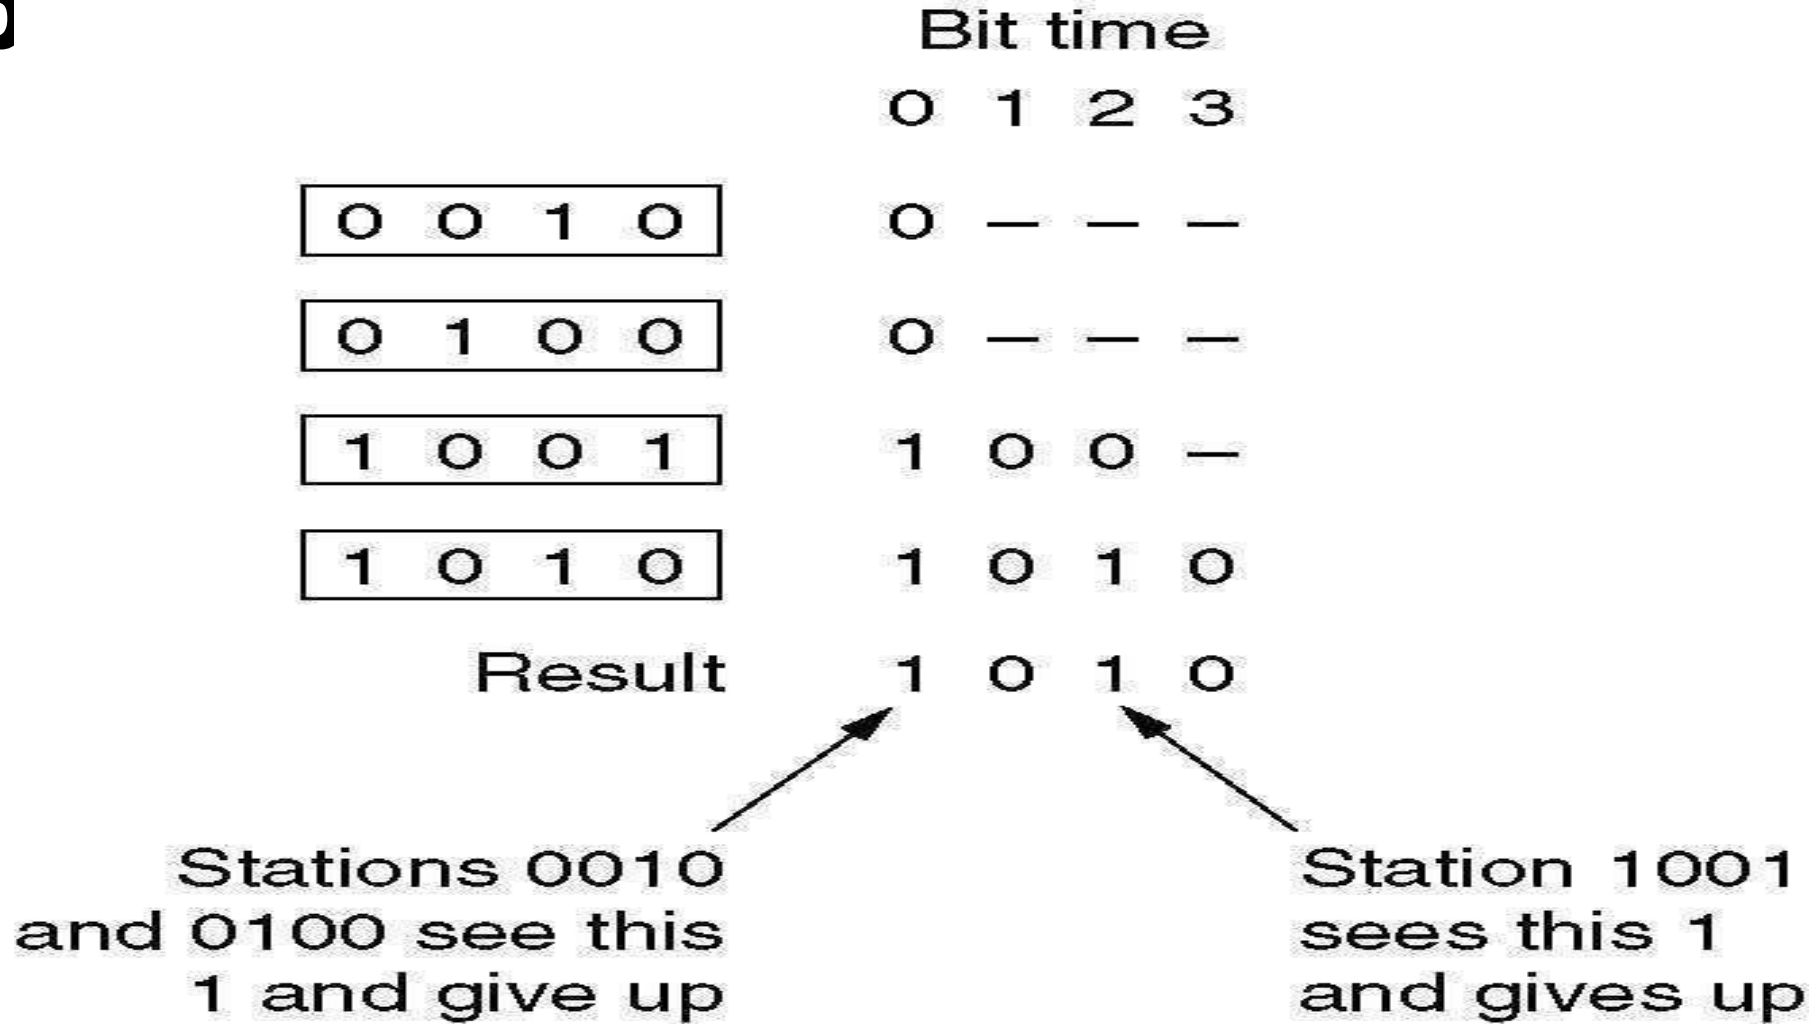 Bit time
0 1 2 3
0 0 1 0 0 – – –
0 1 0 0 0 – – –
1 0 0 1 1 0 0 –
1 0 1 0 1 0 1 0
Result 1 0 1 0
Stations 0010
and 0100 see this
1 and give up
Station 1001
sees this 1
and gives up